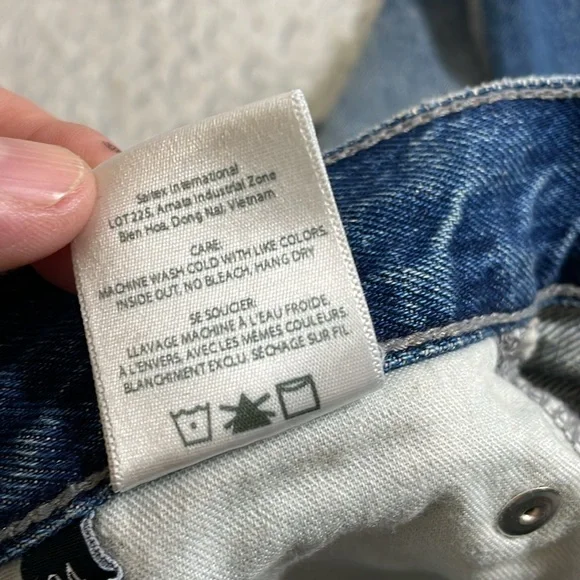 Saitex International
LOT 225, Amata Industrial Zone
Bien Hoa, Dong Nai, Vietnam
CARE:
MACHINE WASH COLD WITH LIKE COLORS,
INSIDE OUT, NO BLEACH, HANG DRY
SE SOUCIER:
LLAVAGE MACHINE À L'EAU FROIDE,
À L'ENVERS, AVEC LES MÊMES COULEURS,
BLANCHIMENT EXCLU, SÉCHAGE SUR FIL